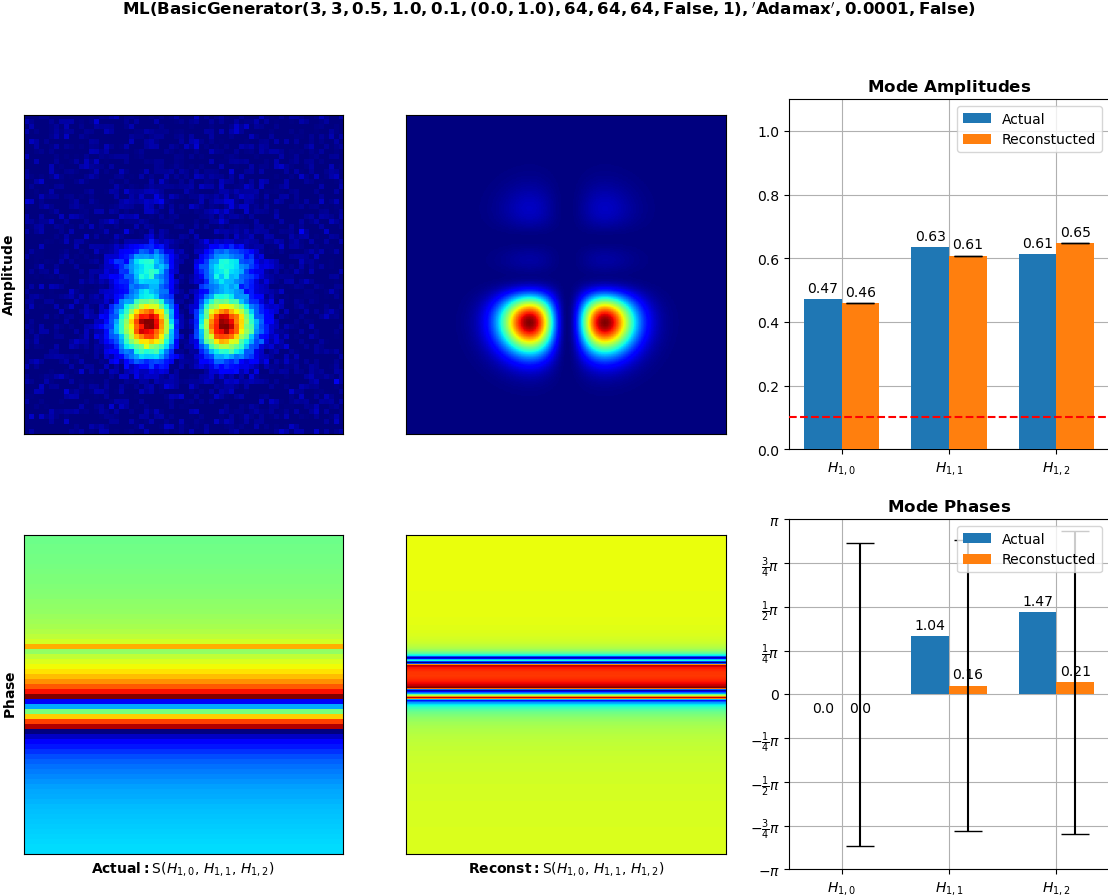 ML(BasicGenerator(3, 3, 0.5, 1.0, 0.1, (0.0, 1.0), 64, 64, 64, False, 1), ′Adamax′, 0.0001, False)
Amplitude
Mode Amplitudes
Actual
Reconstucted
1.0
0.8
0.6
0.4
0.2
0.0
0.47
0.46
0.63
0.61
0.61
0.65
H1,0
H1,1
H1,2
Phase
Actual: S(H1,0, H1,1, H1,2)
Reconst: S(H1,0, H1,1, H1,2)
Mode Phases
Actual
Reconstucted
π
3/4π
1/2π
1/4π
0
−1/4π
−1/2π
−3/4π
−π
0.0
0.0
1.04
0.16
1.47
0.21
H1,0
H1,1
H1,2